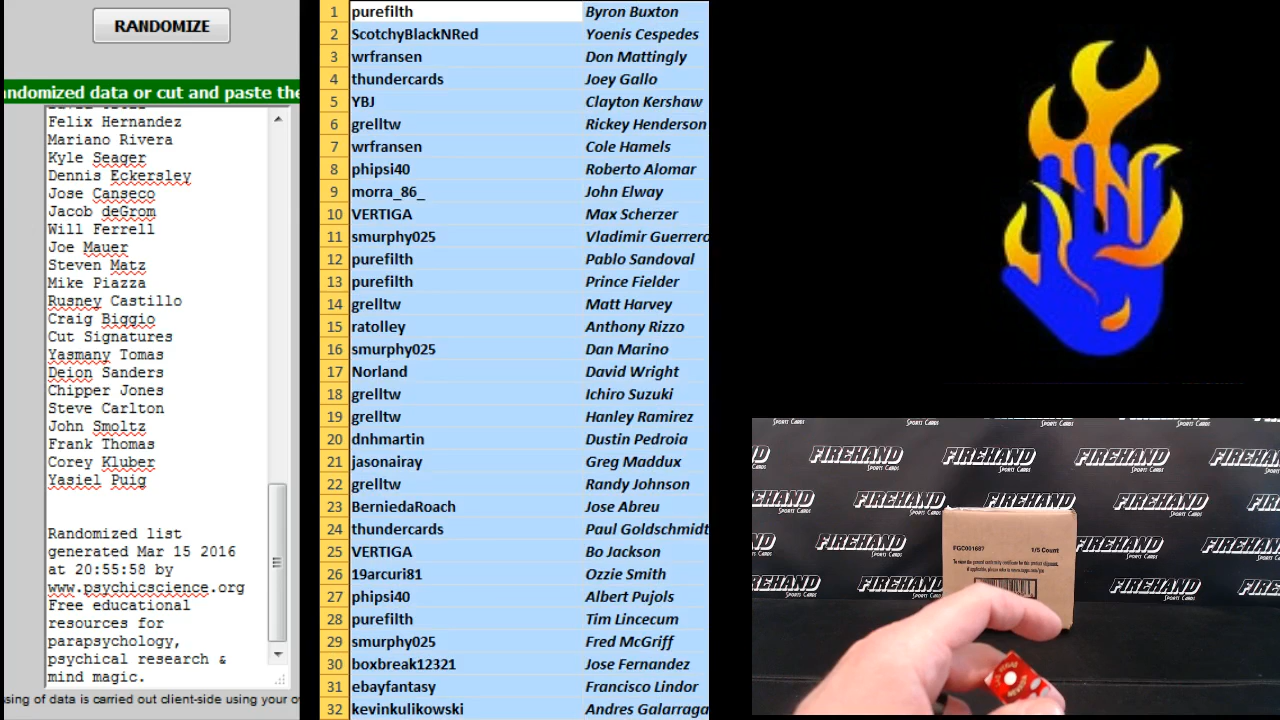 RANDOMIZE
ndomized data or cut and paste the
Felix Hernandez
Mariano Rivera
Kyle Seager
Dennis Eckersley
Jose Canseco
Jacob deGrom
Will Ferrell
Joe Mauer
Steven Matz
Mike Piazza
Rusney Castillo
Craig Biggio
Cut Signatures
Yasmany Tomas
Deion Sanders
Chipper Jones
Steve Carlton
John Smoltz
Frank Thomas
Corey Kluber
Yasiel Puig
Randomized list
generated Mar 15 2016
at 20:55:58 by
www.psychicscience.org
Free educational
resources for
parapsychology,
psychical research &
mind magic.
sing of data is carried out client-side using your o
1 purefilth Byron Buxton
2 ScotchyBlackNRed Yoenis Cespedes
3 wrfransen Don Mattingly
4 thundercards Joey Gallo
5 YBJ Clayton Kershaw
6 grelltw Rickey Henderson
7 wrfransen Cole Hamels
8 phipsi40 Roberto Alomar
9 morra_86_ John Elway
10 VERTIGA Max Scherzer
11 smurphy025 Vladimir Guerrero
12 purefilth Pablo Sandoval
13 purefilth Prince Fielder
14 grelltw Matt Harvey
15 ratolley Anthony Rizzo
16 smurphy025 Dan Marino
17 Norland David Wright
18 grelltw Ichiro Suzuki
19 grelltw Hanley Ramirez
20 dnhmartin Dustin Pedroia
21 jasonairay Greg Maddux
22 grelltw Randy Johnson
23 BerniedaRoach Jose Abreu
24 thundercards Paul Goldschmidt
25 VERTIGA Bo Jackson
26 19arcuri81 Ozzie Smith
27 phipsi40 Albert Pujols
28 purefilth Tim Lincecum
29 smurphy025 Fred McGriff
30 boxbreak12321 Jose Fernandez
31 ebayfantasy Francisco Lindor
32 kevinkulikowski Andres Galarraga
FIREHAND FIREHAND FIREHAND
SPORTS CARDS
EHAND FIREHAND FIREHAND FIREHAND
FIREHAND
FGC001687 1/5 Count